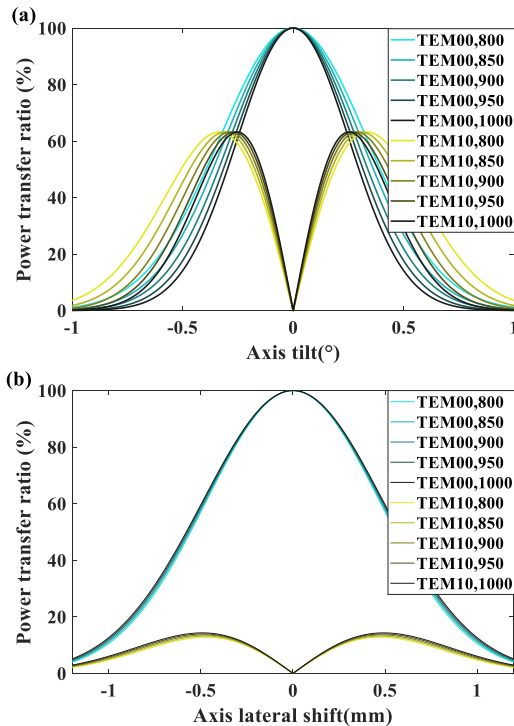 (a)
100
80
60
40
20
0
Power transfer ratio (%)
-1
-0.5
0
0.5
1
Axis tilt(°)
TEM00,800
TEM00,850
TEM00,900
TEM00,950
TEM00,1000
TEM10,800
TEM10,850
TEM10,900
TEM10,950
TEM10,1000
(b)
100
80
60
40
20
0
Power transfer ratio (%)
-1
-0.5
0
0.5
1
Axis lateral shift(mm)
TEM00,800
TEM00,850
TEM00,900
TEM00,950
TEM00,1000
TEM10,800
TEM10,850
TEM10,900
TEM10,950
TEM10,1000